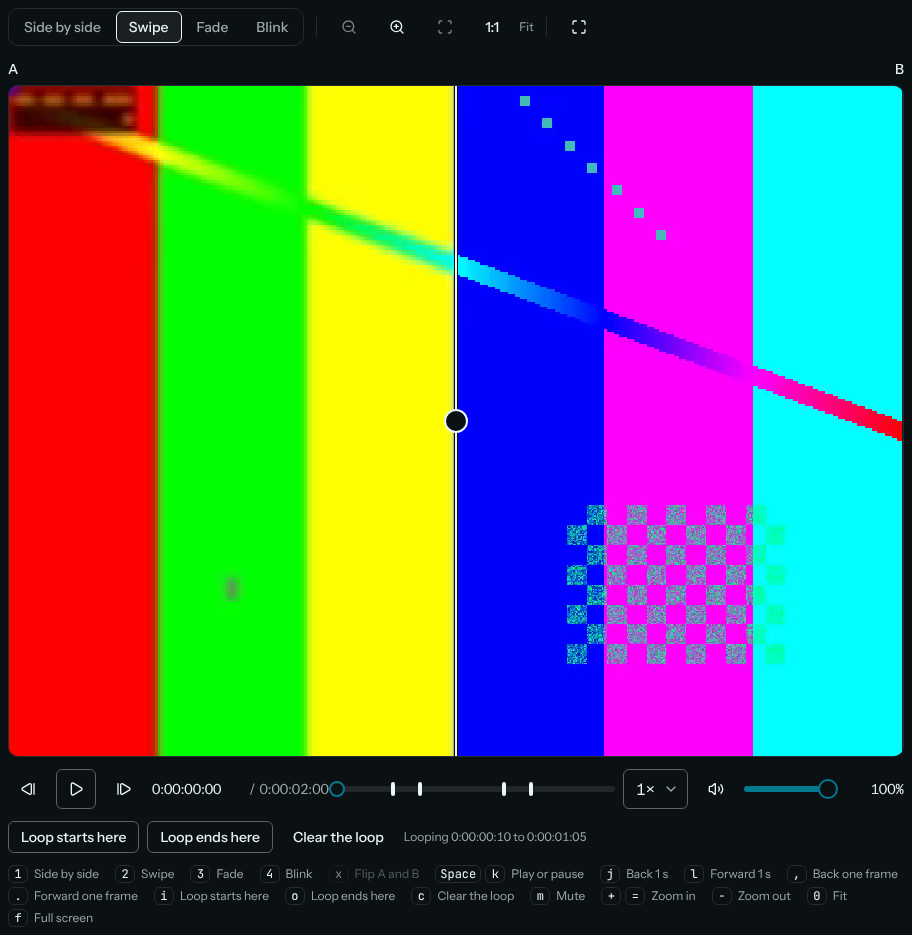 Side by side Swipe Fade Blink 1:1 Fit
A B
0:00:00:00 / 0:00:02:00 1× 100%
Loop starts here Loop ends here Clear the loop Looping 0:00:00:10 to 0:00:01:05
1 Side by side 2 Swipe 3 Fade 4 Blink x Flip A and B Space k Play or pause j Back 1 s l Forward 1 s , Back one frame
. Forward one frame i Loop starts here o Loop ends here c Clear the loop m Mute + = Zoom in - Zoom out 0 Fit
f Full screen